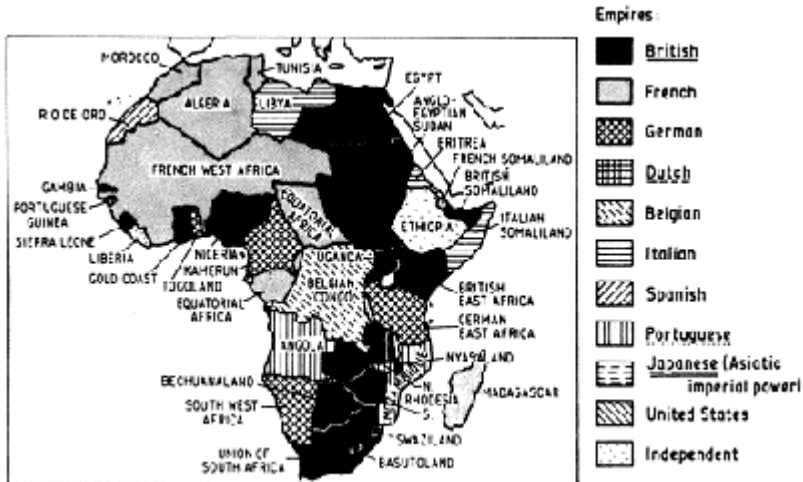 MOROCCO
TUNISIA
ALGERIA
LIBYA
EGYPT
ANGLO-
EGYPTIAN
SUDAN
RIO DE ORO
ERITREA
FRENCH SOMALILAND
BRITISH
SOMALILAND
FRENCH WEST AFRICA
GAMBIA
PORTUGUESE
GUINEA
SIERRA LEONE
LIBERIA
GOLD COAST
TOGOLAND
NIGERIAN
KAMERUN
EQUATORIAL
AFRICA
EQUATORIAL
AFRICA
ETHIOPIA
ITALIAN
SOMALILAND
UGANDA
BELGIAN
CONGO
BRITISH
EAST AFRICA
GERMAN
EAST AFRICA
ANGOLA
NYASALAND
BECHUANALAND
SOUTH WEST
AFRICA
N.
RHODESIA
S.
MADAGASCAR
SWAZILAND
UNION OF
SOUTH AFRICA
BASUTOLAND
Empires:
British
French
German
Dutch
Belgian
Italian
Spanish
Portuguese
Japanese (Asiatic
imperial power)
United States
Independent